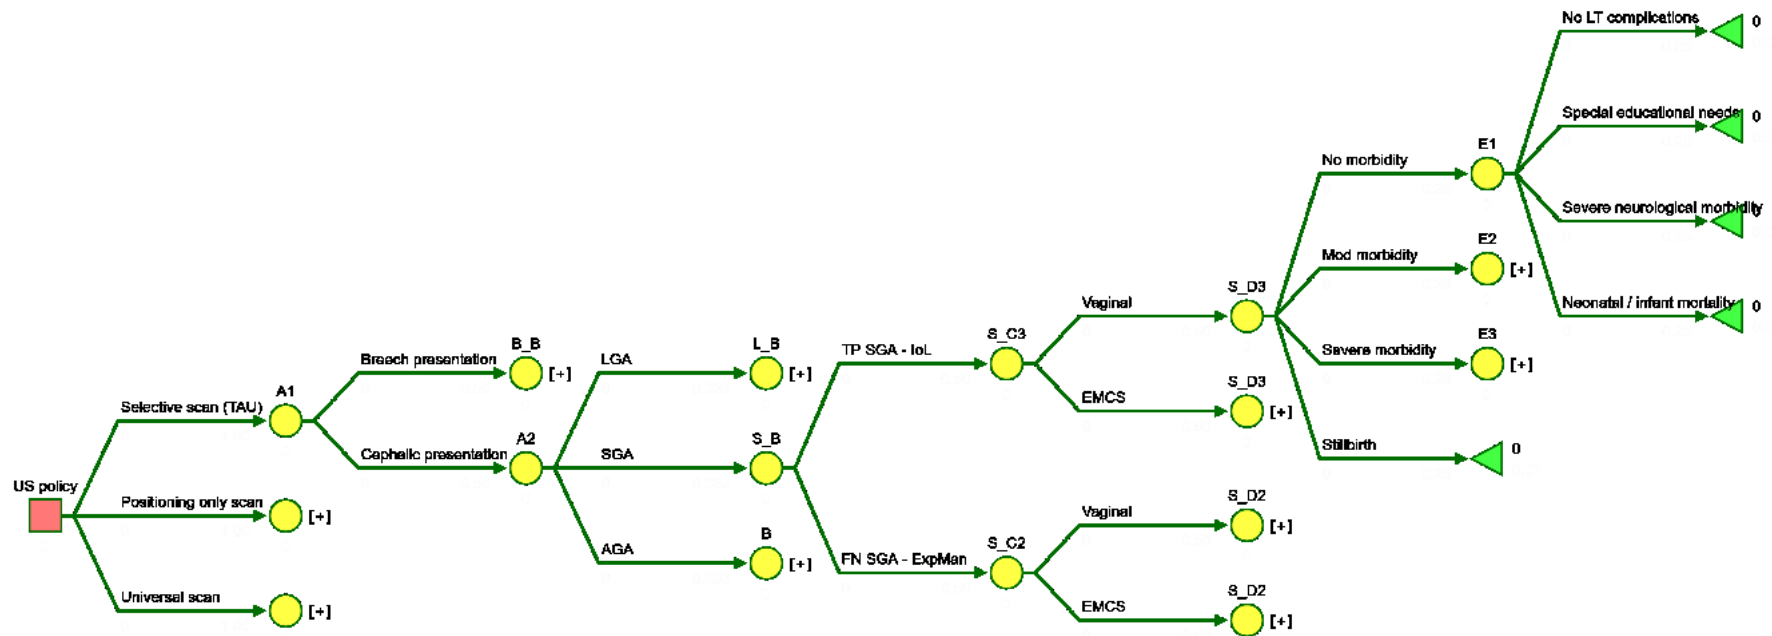 No LT complications
0
Special educational needs
0
E1
No morbidity
Severe neurological morbidity
0
E2
Mod morbidity
[+]
S_D3
Vaginal
Neonatal / infant mortality
0
S_C3
E3
B_B
L_B
TP SGA - IoL
Severe morbidity
[+]
Breech presentation
[+]
LGA
[+]
S_D3
A1
EMCS
[+]
Selective scan (TAU)
A2
S_B
Stillbirth
0
Cephalic presentation
SGA
US policy
S_D2
Positioning only scan
[+]
Vaginal
[+]
B
S_C2
AGA
[+]
FN SGA - ExpMan
S_D2
Universal scan
[+]
EMCS
[+]